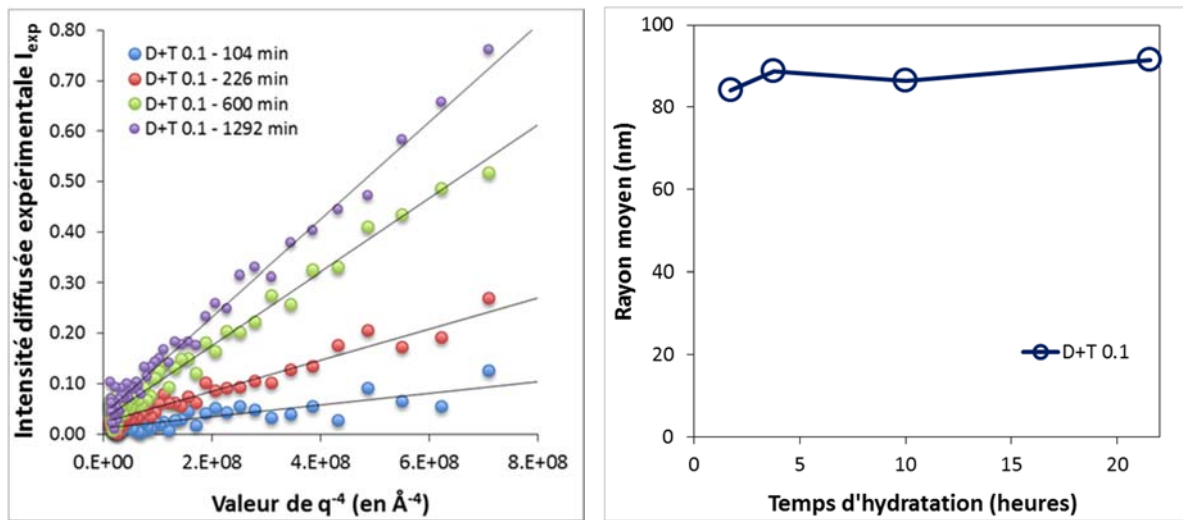 Intensité diffusée expérimentale Iexp
0.80
0.70
0.60
0.50
0.40
0.30
0.20
0.10
0.00
D+T 0.1 - 104 min
D+T 0.1 - 226 min
D+T 0.1 - 600 min
D+T 0.1 - 1292 min
0.E+00 2.E+08 4.E+08 6.E+08 8.E+08
Valeur de q-4 (en Å-4)
Rayon moyen (nm)
100
80
60
40
20
0
D+T 0.1
0 5 10 15 20
Temps d'hydratation (heures)